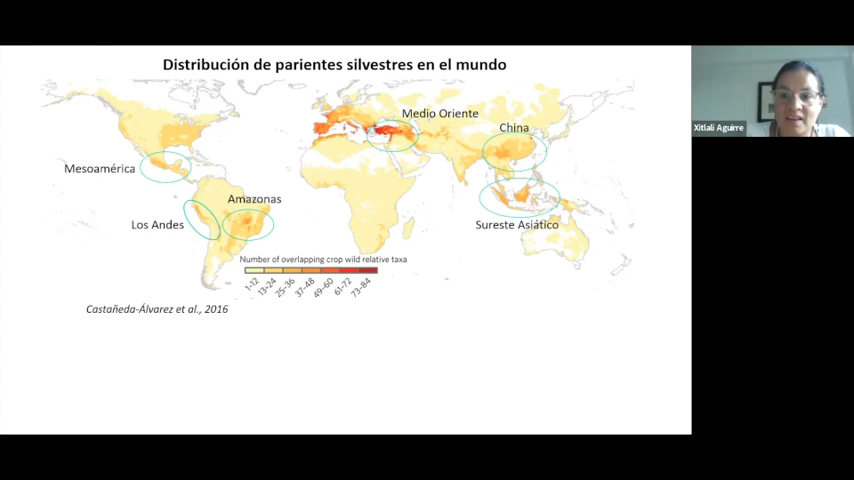 Distribución de parientes silvestres en el mundo
Medio Oriente
China
Xitlali Aguirre
Mesoamérica
Amazonas
Los Andes
Sureste Asiático
Number of overlapping crop wild relative taxa
1-12
13-24
25-36
37-48
49-60
61-72
73-84
Castañeda-Álvarez et al., 2016